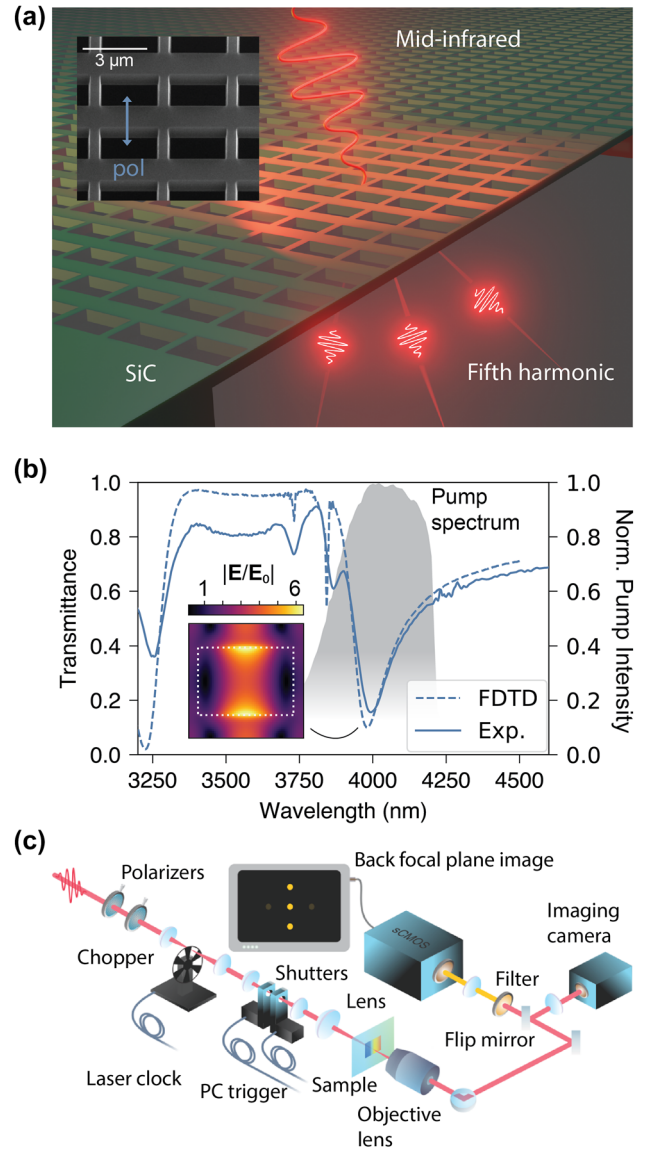 (a)
Mid-infrared
3 μm
pol
SiC
Fifth harmonic
(b)
1.0
0.8
0.6
0.4
0.2
0.0
Transmittance
|E/E₀|
1 6
Pump
spectrum
FDTD
Exp.
1.0
0.8
0.6
0.4
0.2
0.0
Norm. Pump Intensity
3250 3500 3750 4000 4250 4500
Wavelength (nm)
(c)
Polarizers
Back focal plane image
Imaging
camera
sCMOS
Chopper
Shutters
Filter
Lens
Flip mirror
Laser clock
PC trigger
Sample
Objective
lens